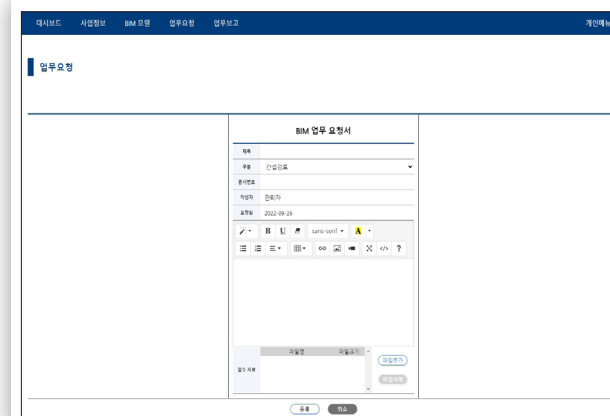 대시보드 사업정보 BIM 모델 업무요청 업무보고 개인메뉴
업무요청
BIM 업무 요청서
제목
구분 간섭검토
문서번호
작성자 관리자
요청일 2022-09-26
B U sans-serif A
</> ?
파일명 파일크기
참조 자료
파일추가
파일삭제
등록 취소